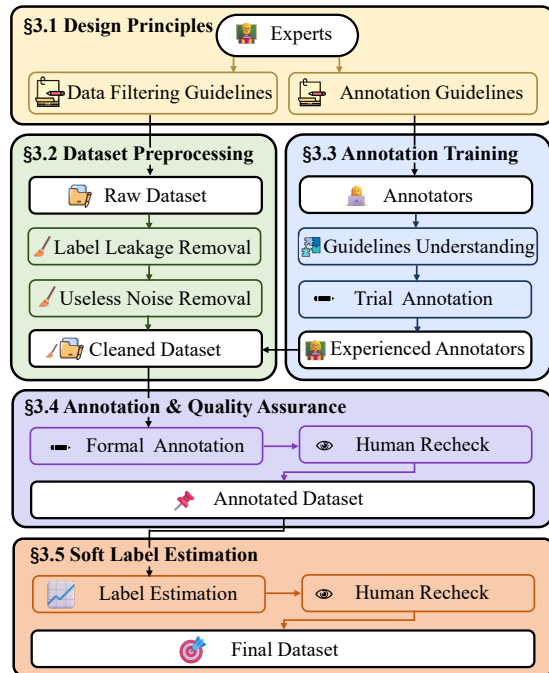 §3.1 Design Principles
Experts
Data Filtering Guidelines
Annotation Guidelines
§3.2 Dataset Preprocessing
Raw Dataset
Label Leakage Removal
Useless Noise Removal
Cleaned Dataset
§3.3 Annotation Training
Annotators
Guidelines Understanding
Trial Annotation
Experienced Annotators
§3.4 Annotation & Quality Assurance
Formal Annotation
Human Recheck
Annotated Dataset
§3.5 Soft Label Estimation
Label Estimation
Human Recheck
Final Dataset